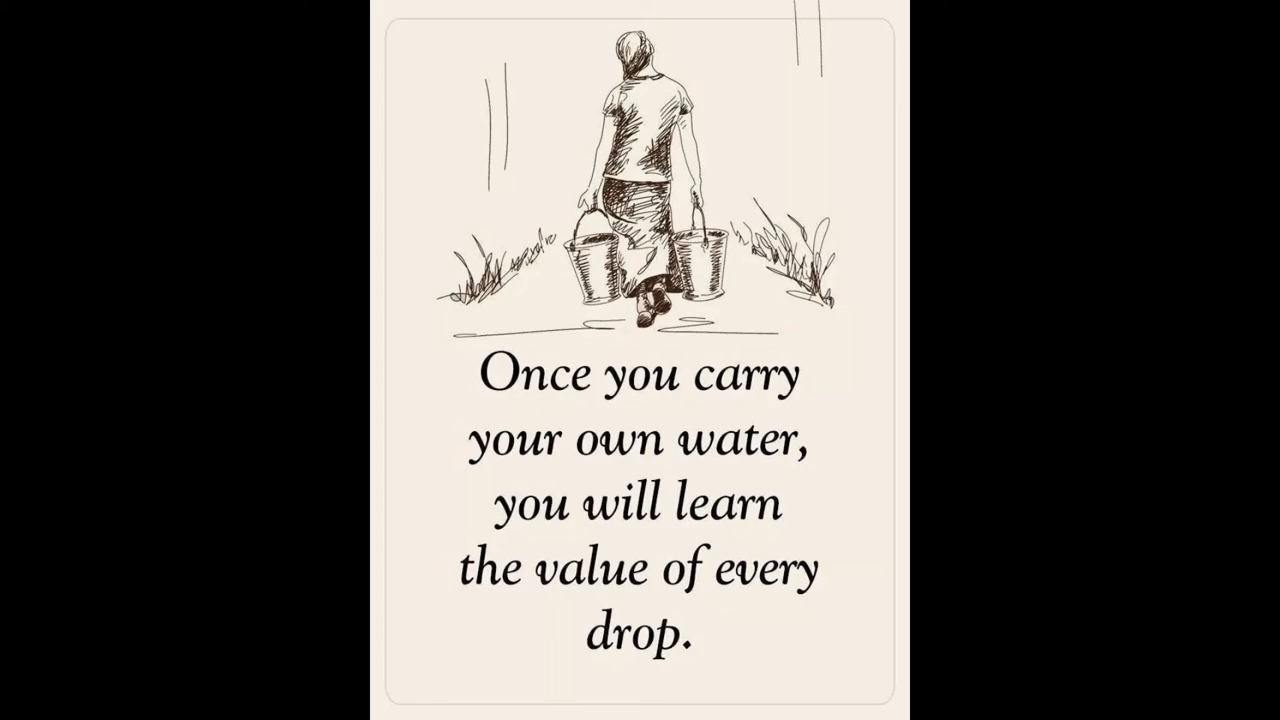 Once you carry
your own water,
you will learn
the value of every
drop.